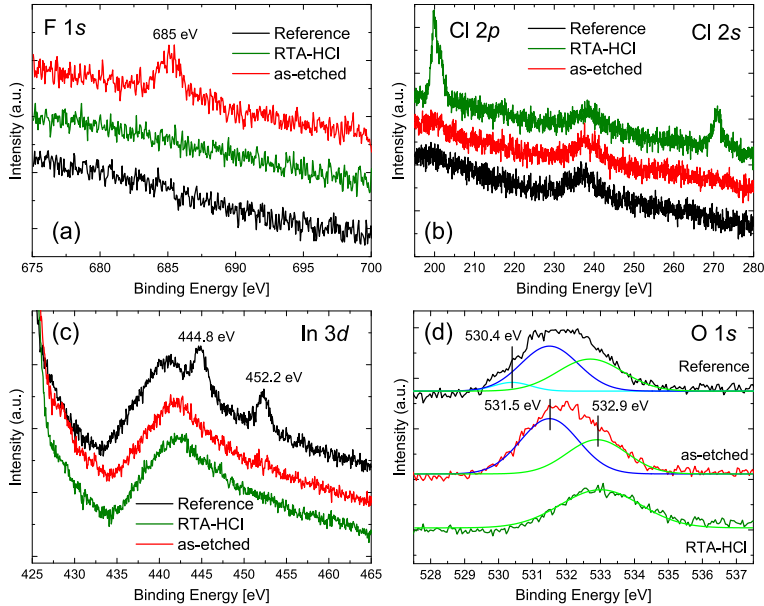 F 1s
685 eV
Reference
RTA-HCl
as-etched
Intensity (a.u.)
(a)
675 680 685 690 695 700
Binding Energy [eV]
Cl 2p
Reference
RTA-HCl
as-etched
Cl 2s
Intensity (a.u.)
(b)
200 210 220 230 240 250 260 270 280
Binding Energy [eV]
(c)
444.8 eV
In 3d
452.2 eV
Intensity (a.u.)
Reference
RTA-HCl
as-etched
425 430 435 440 445 450 455 460 465
Binding Energy [eV]
(d)
530.4 eV
O 1s
Reference
531.5 eV
532.9 eV
as-etched
Intensity (a.u.)
RTA-HCl
528 529 530 531 532 533 534 535 536 537
Binding Energy [eV]